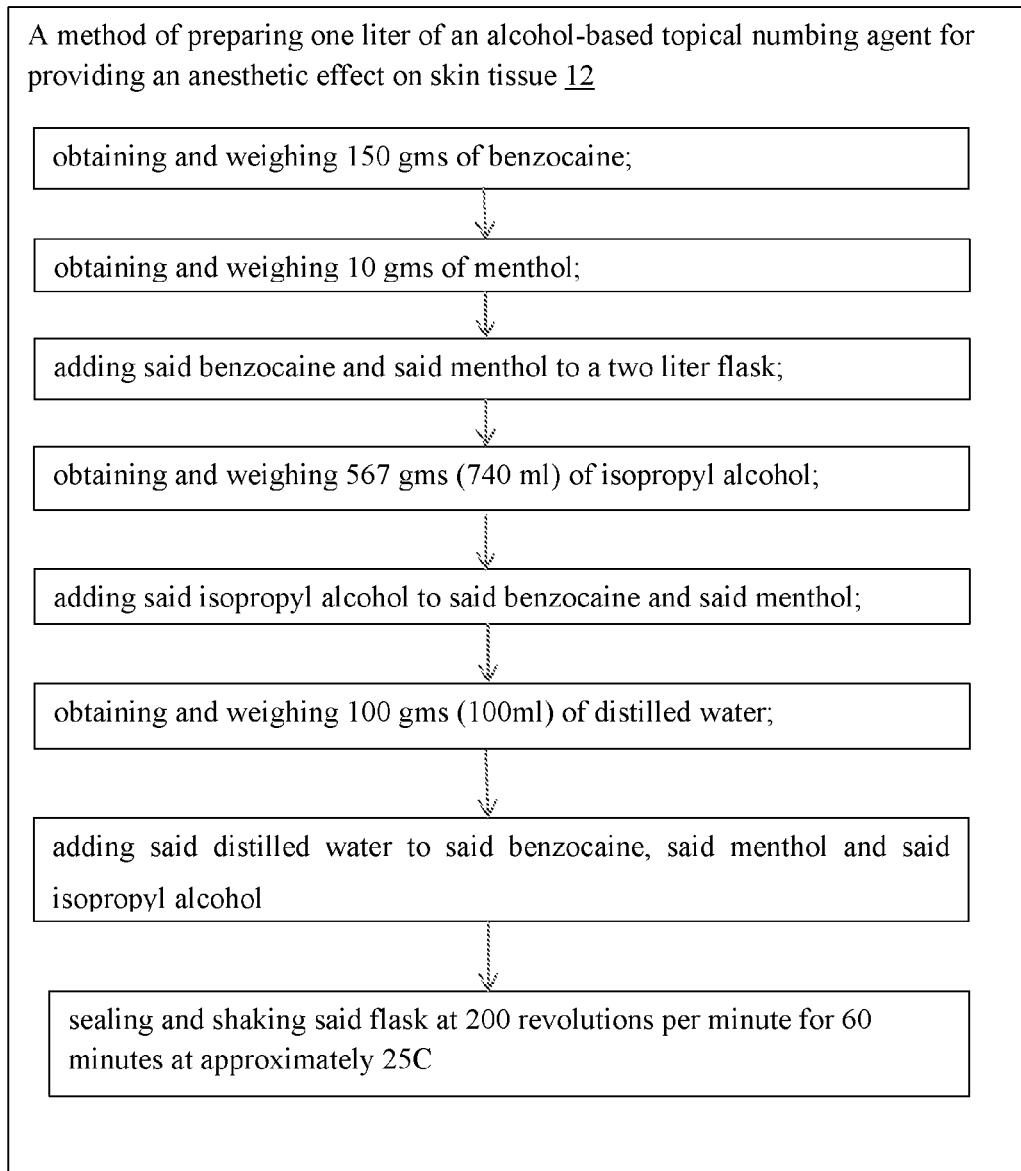 A method of preparing one liter of an alcohol-based topical numbing agent for
providing an anesthetic effect on skin tissue 12
obtaining and weighing 150 gms of benzocaine;
obtaining and weighing 10 gms of menthol;
adding said benzocaine and said menthol to a two liter flask;
obtaining and weighing 567 gms (740 ml) of isopropyl alcohol;
adding said isopropyl alcohol to said benzocaine and said menthol;
obtaining and weighing 100 gms (100ml) of distilled water;
adding said distilled water to said benzocaine, said menthol and said
isopropyl alcohol
sealing and shaking said flask at 200 revolutions per minute for 60
minutes at approximately 25C